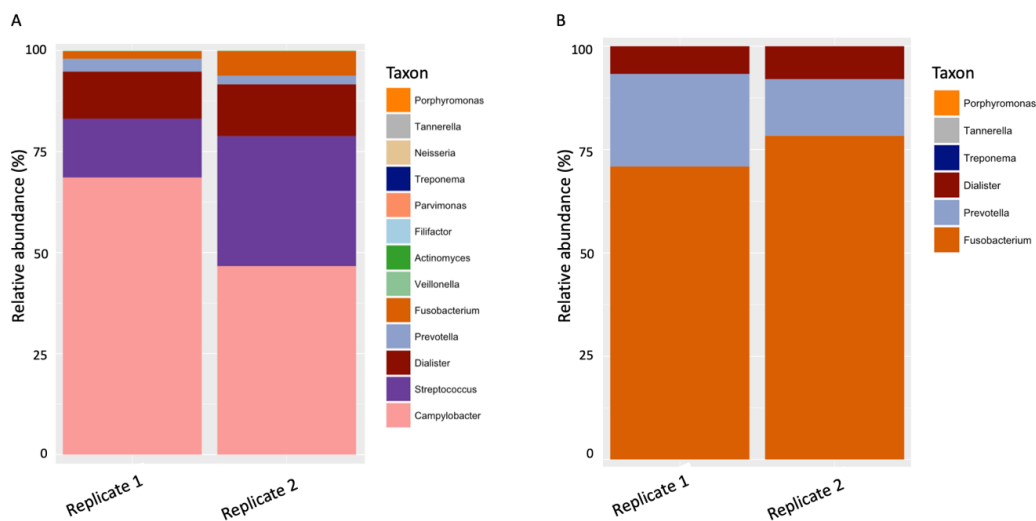 A
Relative abundance (%)
100
75
50
25
0
Replicate 1
Replicate 2
Taxon
Porphyromonas
Tannerella
Neisseria
Treponema
Parvimonas
Filifactor
Actinomyces
Veillonella
Fusobacterium
Prevotella
Dialister
Streptococcus
Campylobacter
B
Relative abundance (%)
100
75
50
25
0
Replicate 1
Replicate 2
Taxon
Porphyromonas
Tannerella
Treponema
Dialister
Prevotella
Fusobacterium